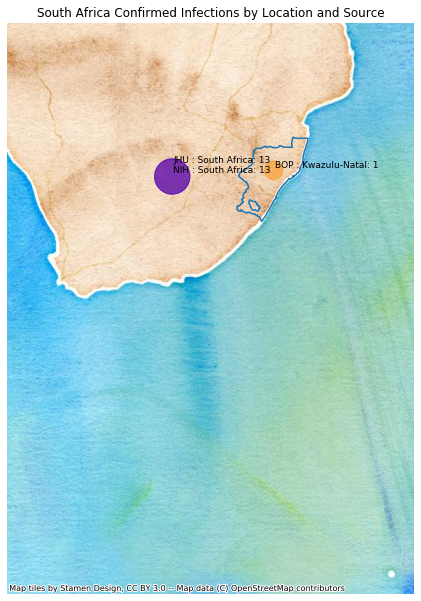 South Africa Confirmed Infections by Location and Source
JHU : South Africa: 13
NIH : South Africa: 13
BOP : Kwazulu-Natal: 1
Map tiles by Stamen Design, CC BY 3.0 -- Map data (C) OpenStreetMap contributors